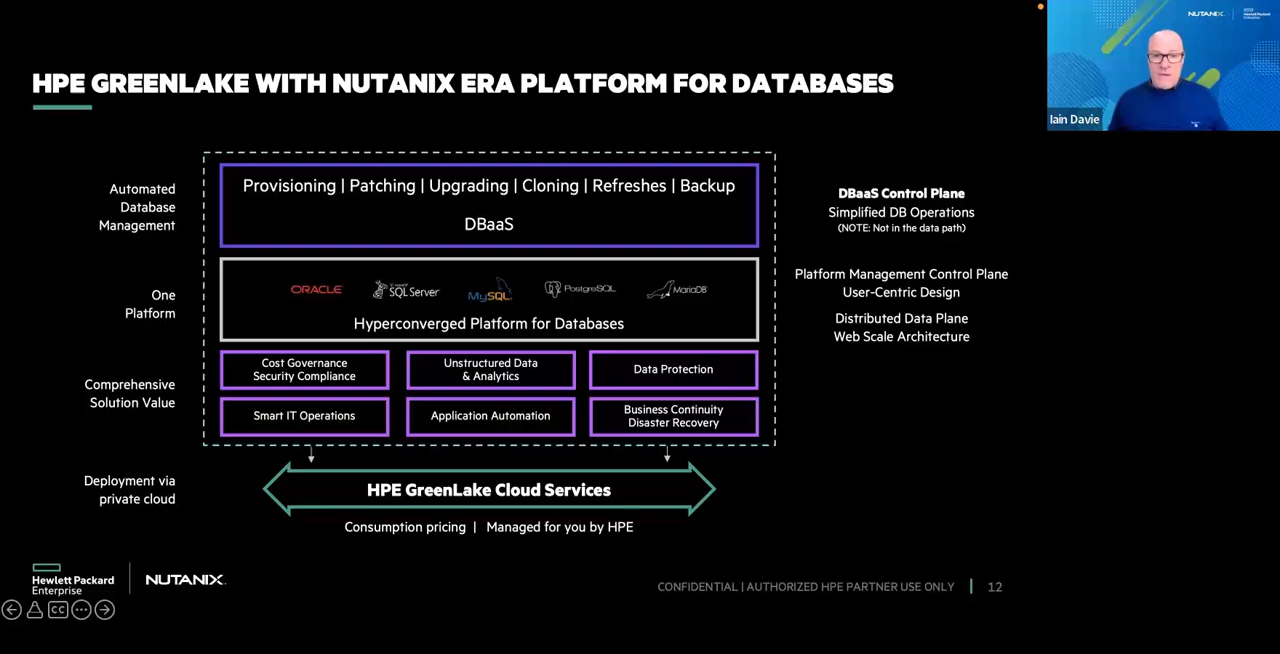 HPE GREENLAKE WITH NUTANIX ERA PLATFORM FOR DATABASES
NUTANIX
Hewlett Packard
Enterprise
Iain Davie
Automated
Database
Management
Provisioning | Patching | Upgrading | Cloning | Refreshes | Backup
DBaaS
DBaaS Control Plane
Simplified DB Operations
(NOTE: Not in the data path)
One
Platform
ORACLE
SQL Server
MySQL
PostgreSQL
MariaDB
Hyperconverged Platform for Databases
Platform Management Control Plane
User-Centric Design
Distributed Data Plane
Web Scale Architecture
Comprehensive
Solution Value
Cost Governance
Security Compliance
Unstructured Data
& Analytics
Data Protection
Smart IT Operations
Application Automation
Business Continuity
Disaster Recovery
Deployment via
private cloud
HPE GreenLake Cloud Services
Consumption pricing | Managed for you by HPE
Hewlett Packard
Enterprise
NUTANIX
CONFIDENTIAL | AUTHORIZED HPE PARTNER USE ONLY
12
CC